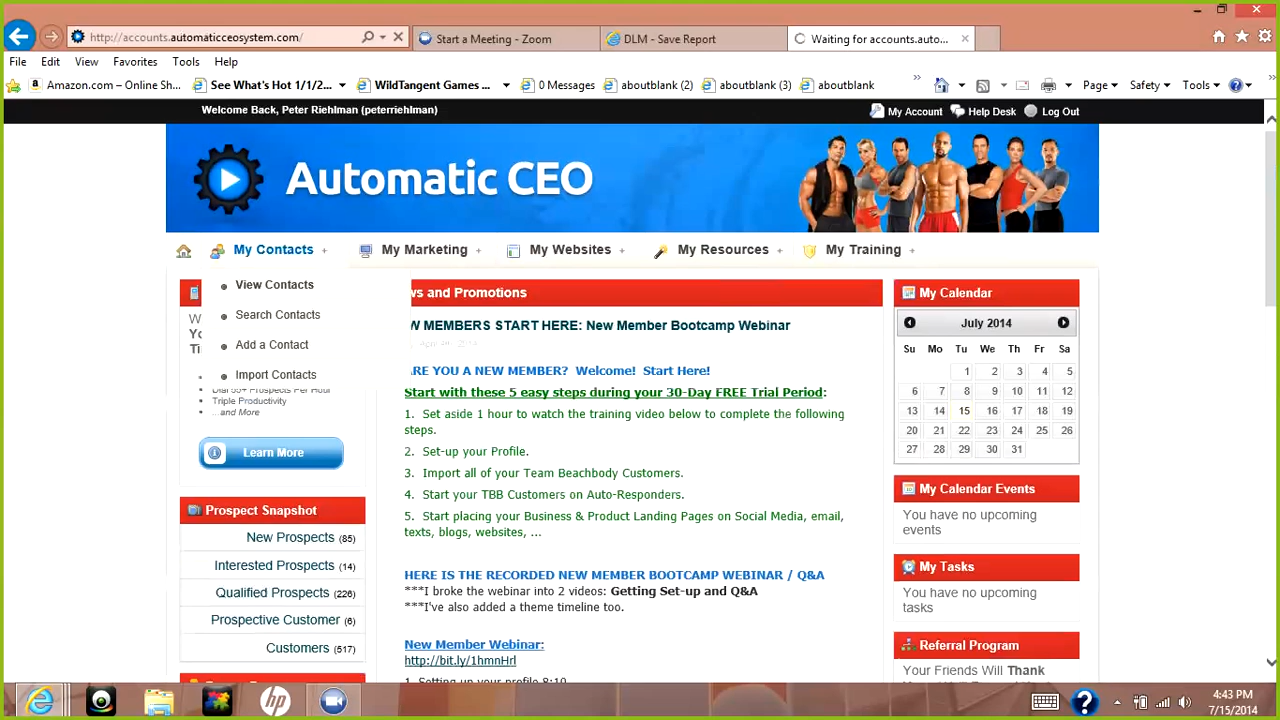 http://accounts.automaticceosystem.com/
Start a Meeting - Zoom
DLM - Save Report
Waiting for accounts.auto...
File Edit View Favorites Tools Help
Amazon.com – Online Sh...
See What's Hot 1/1/2...
WildTangent Games ...
0 Messages
aboutblank (2)
aboutblank (3)
aboutblank
Page
Safety
Tools
Welcome Back, Peter Riehlman (peterriehlman)
My Account Help Desk Log Out
Automatic CEO
My Contacts + My Marketing + My Websites + My Resources + My Training +
View Contacts
Search Contacts
Add a Contact
Import Contacts
W
Yo
Ti
Dial 55+ Prospects Per Hour
Triple Productivity
...and More
Learn More
Prospect Snapshot
New Prospects (85)
Interested Prospects (14)
Qualified Prospects (226)
Prospective Customer (6)
Customers (517)
ws and Promotions
W MEMBERS START HERE: New Member Bootcamp Webinar
RE YOU A NEW MEMBER? Welcome! Start Here!
Start with these 5 easy steps during your 30-Day FREE Trial Period:
1. Set aside 1 hour to watch the training video below to complete the following
steps.
2. Set-up your Profile.
3. Import all of your Team Beachbody Customers.
4. Start your TBB Customers on Auto-Responders.
5. Start placing your Business & Product Landing Pages on Social Media, email,
texts, blogs, websites, ...
HERE IS THE RECORDED NEW MEMBER BOOTCAMP WEBINAR / Q&A
***I broke the webinar into 2 videos: Getting Set-up and Q&A
***I've also added a theme timeline too.
New Member Webinar:
http://bit.ly/1hmnHrl
1. Setting up your profile 8:10
My Calendar
July 2014
Su Mo Tu We Th Fr Sa
1 2 3 4 5
6 7 8 9 10 11 12
13 14 15 16 17 18 19
20 21 22 23 24 25 26
27 28 29 30 31
My Calendar Events
You have no upcoming
events
My Tasks
You have no upcoming
tasks
Referral Program
Your Friends Will Thank
4:43 PM
7/15/2014